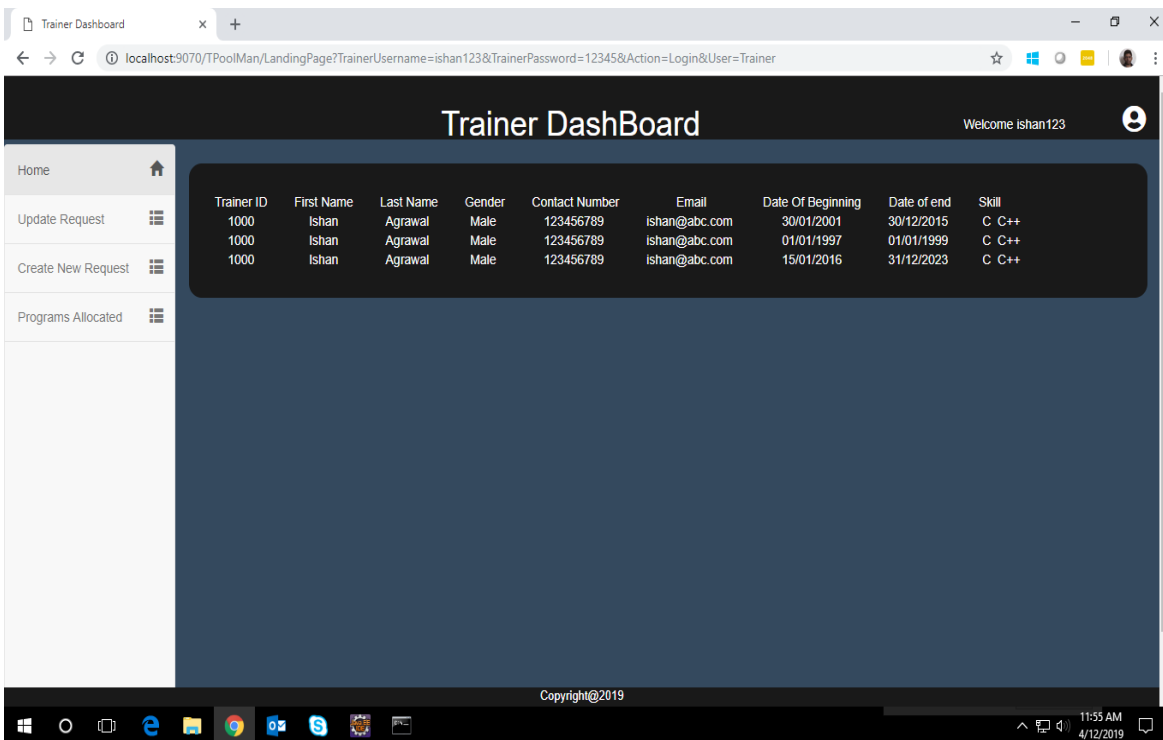 Trainer Dashboard
localhost:9070/TPoolMan/LandingPage?TrainerUsername=ishan123&TrainerPassword=12345&Action=Login&User=Trainer
Trainer DashBoard
Welcome ishan123
Home
Update Request
Create New Request
Programs Allocated
Trainer ID First Name Last Name Gender Contact Number Email Date Of Beginning Date of end Skill
1000 Ishan Agrawal Male 123456789 ishan@abc.com 30/01/2001 30/12/2015 C C++
1000 Ishan Agrawal Male 123456789 ishan@abc.com 01/01/1997 01/01/1999 C C++
1000 Ishan Agrawal Male 123456789 ishan@abc.com 15/01/2016 31/12/2023 C C++
Copyright@2019
11:55 AM
4/12/2019